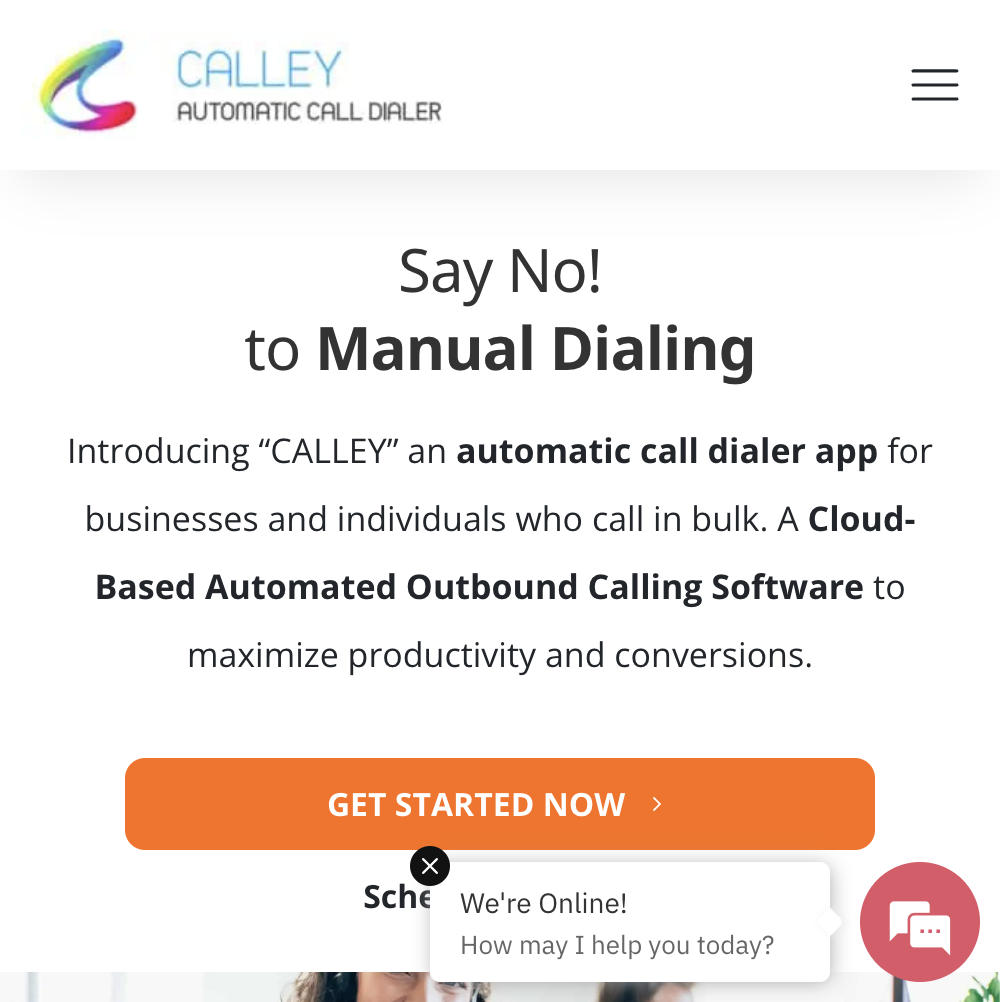 CALLEY
AUTOMATIC CALL DIALER
Say No!
to Manual Dialing
Introducing “CALLEY” an automatic call dialer app for
businesses and individuals who call in bulk. A Cloud-
Based Automated Outbound Calling Software to
maximize productivity and conversions.
GET STARTED NOW
We're Online!
How may I help you today?